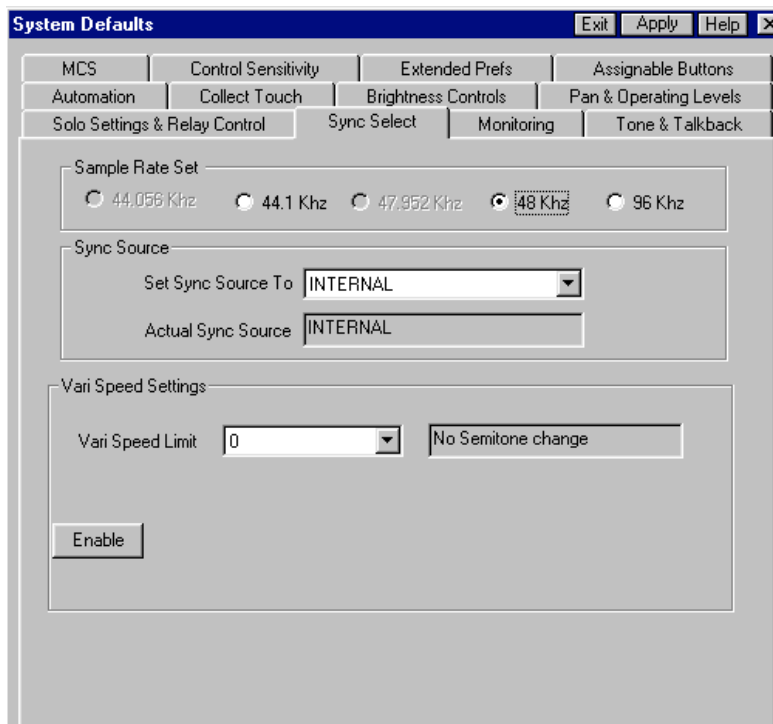 System Defaults Exit Apply Help
MCS Control Sensitivity Extended Prefs Assignable Buttons
Automation Collect Touch Brightness Controls Pan & Operating Levels
Solo Settings & Relay Control Sync Select Monitoring Tone & Talkback
Sample Rate Set
44.056 Khz 44.1 Khz 47.952 Khz 48 Khz 96 Khz
Sync Source
Set Sync Source To INTERNAL
Actual Sync Source INTERNAL
Vari Speed Settings
Vari Speed Limit 0 No Semitone change
Enable